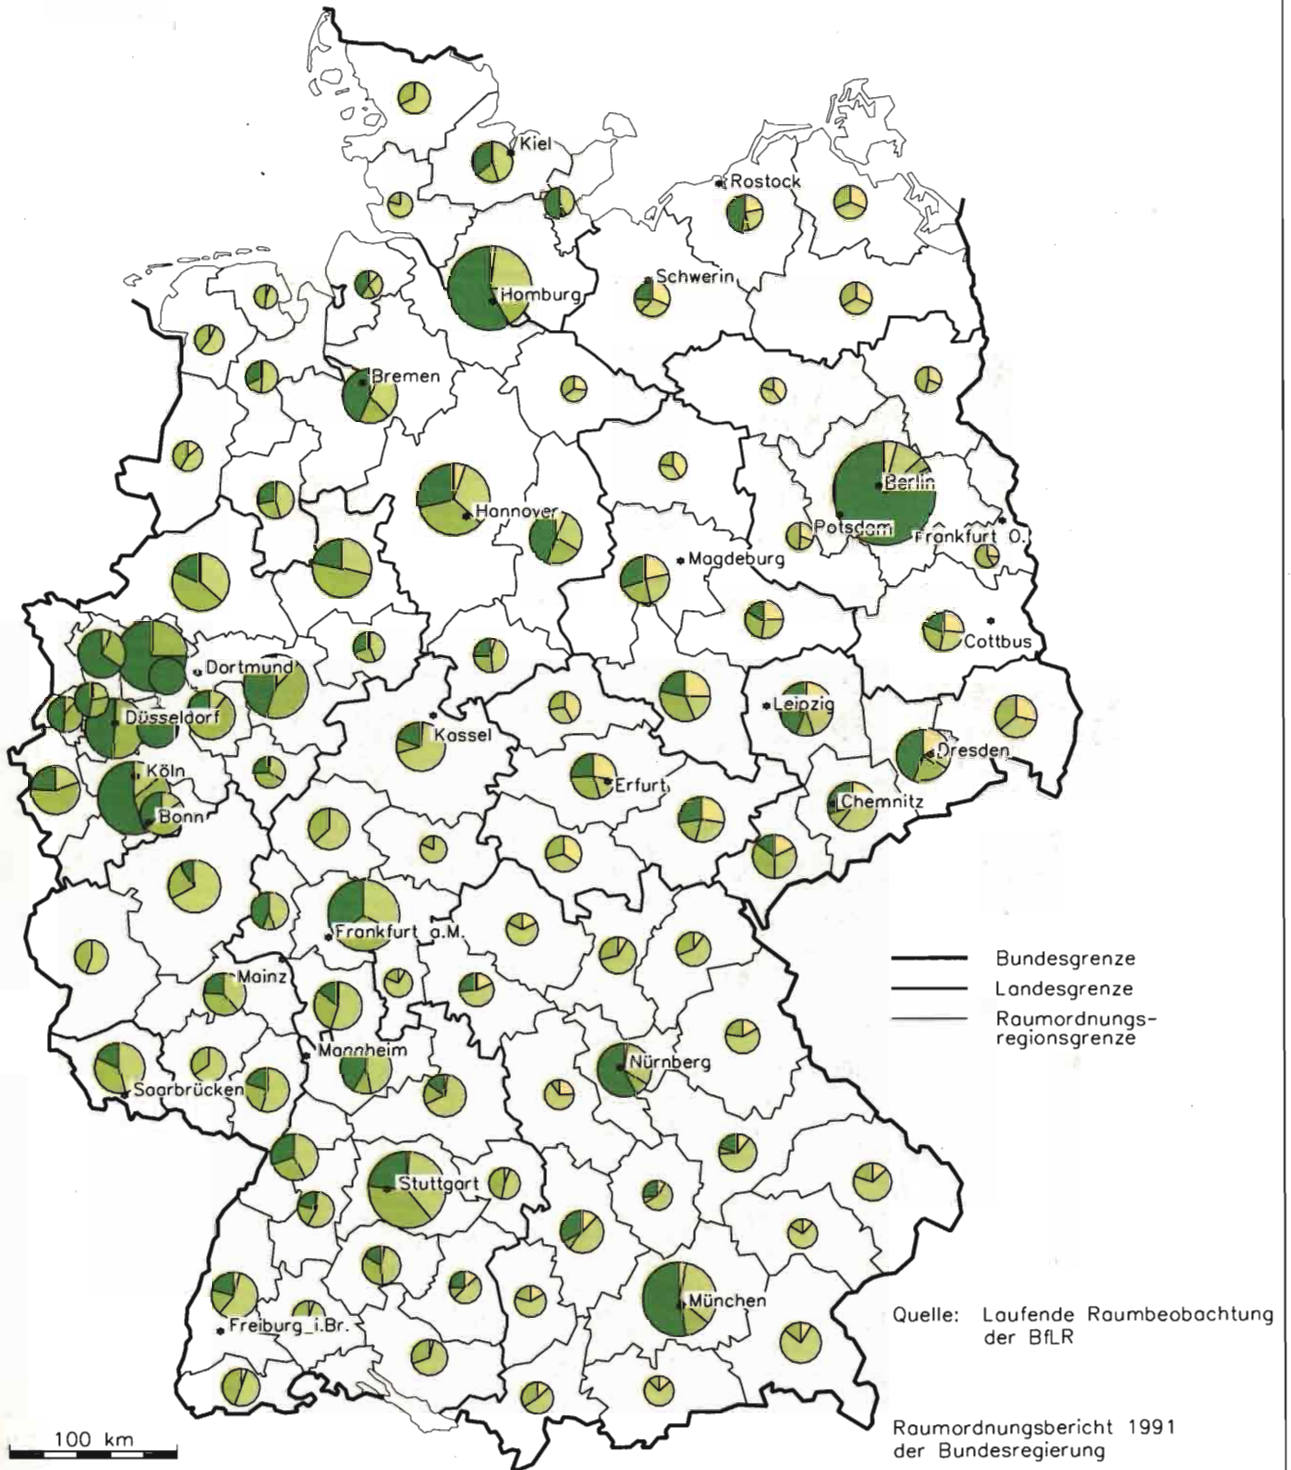 Kiel
Rostock
Schwerin
Homburg
Bremen
Berlin
Hannover
Potsdam
Frankfurt O.
Magdeburg
Cottbus
Dortmund
Leipzig
Düsseldorf
Kassel
Dresden
Köln
Erfurt
Chemnitz
Bonn
Frankfurt a.M.
Mainz
Bundesgrenze
Landesgrenze
Raumordnungs-
regionsgrenze
Mannheim
Nürnberg
Saarbrücken
Stuttgart
München
Freiburg i.Br.
Quelle: Laufende Raumbeobachtung
der BfLR
100 km
Raumordnungsbericht 1991
der Bundesregierung